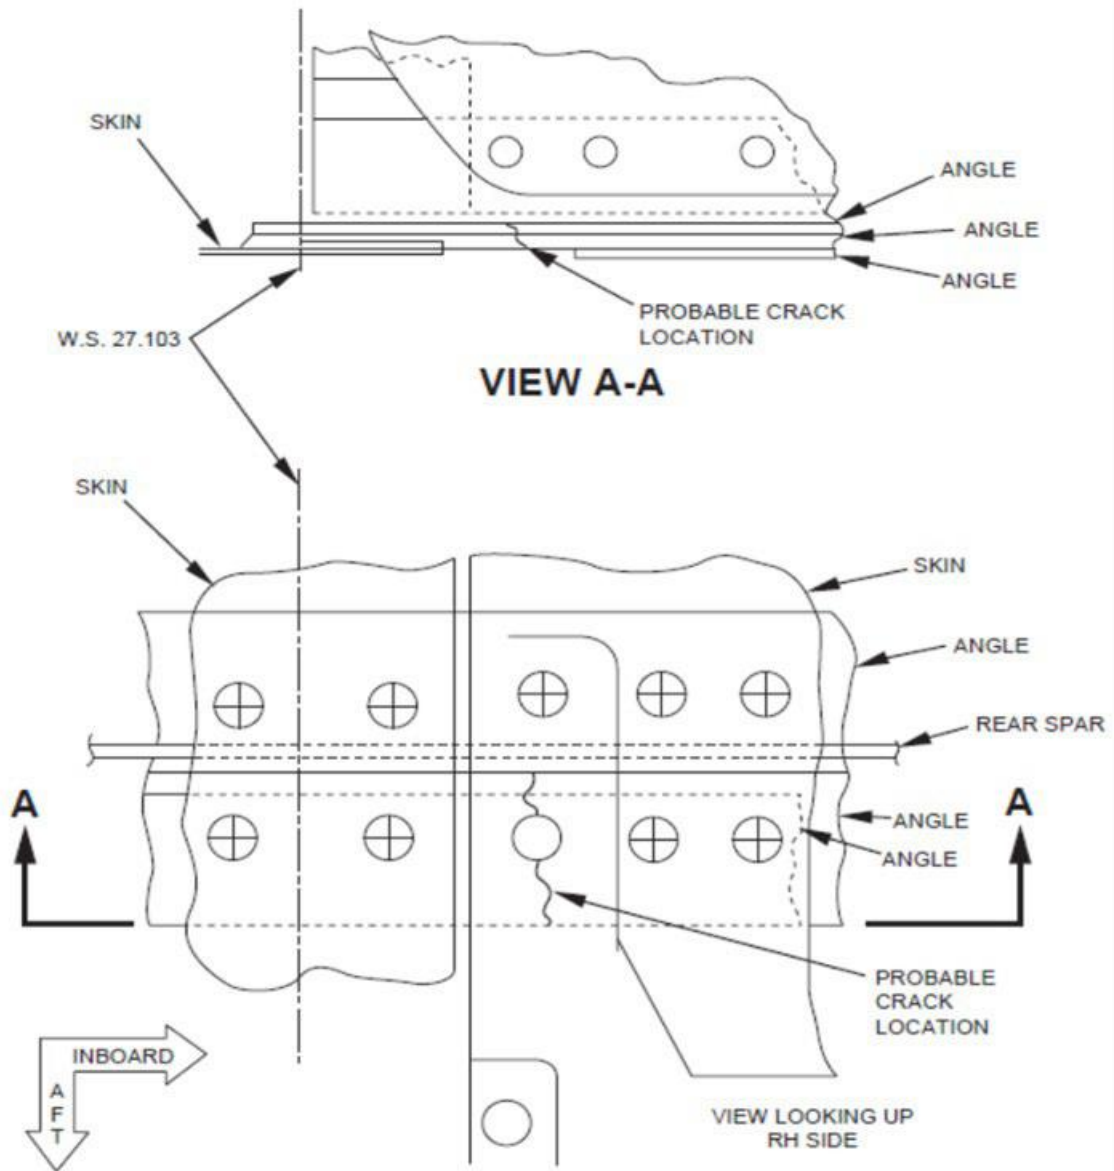 SKIN
ANGLE
ANGLE
ANGLE
PROBABLE CRACK
LOCATION
W.S. 27.103
VIEW A-A
SKIN
SKIN
ANGLE
REAR SPAR
A
A
ANGLE
ANGLE
PROBABLE
CRACK
LOCATION
INBOARD
AFT
VIEW LOOKING UP
RH SIDE